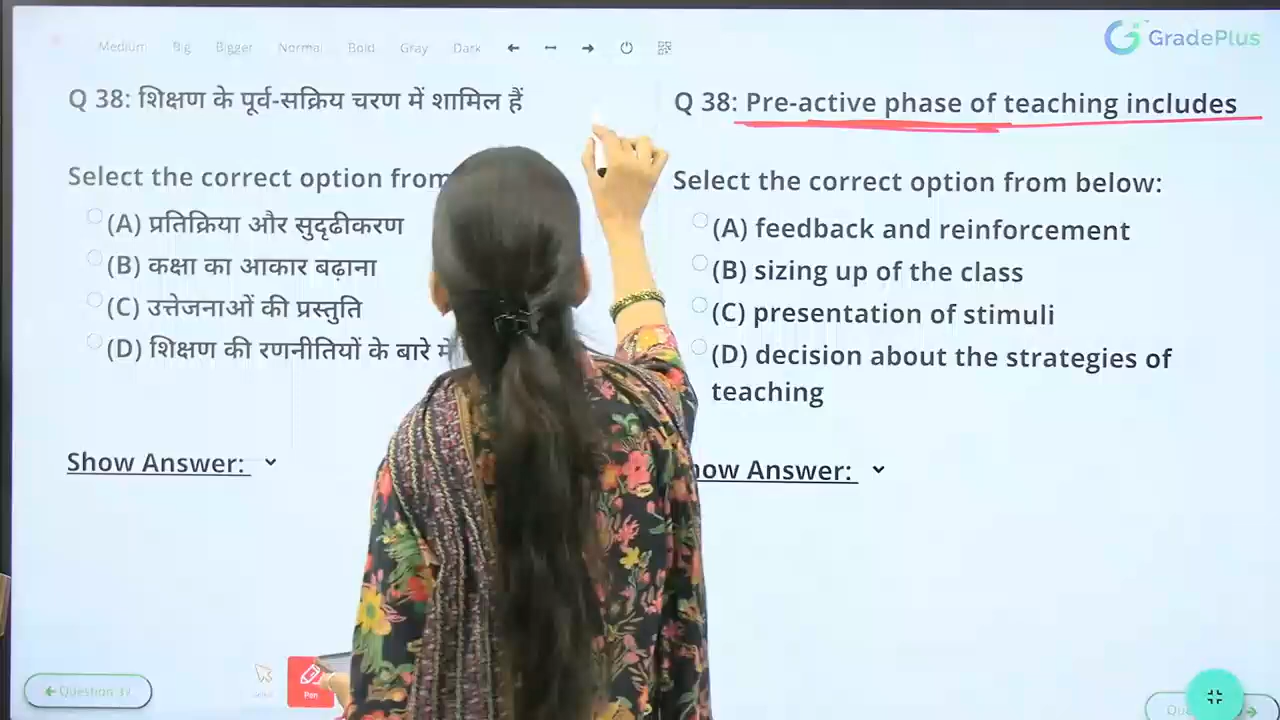 GradePlus
Medium Big Bigger Normal Bold Gray Dark
Q 38: शिक्षण के पूर्व-सक्रिय चरण में शामिल हैं
Select the correct option from
(A) प्रतिक्रिया और सुदृढीकरण
(B) कक्षा का आकार बढ़ाना
(C) उत्तेजनाओं की प्रस्तुति
(D) शिक्षण की रणनीतियों के बारे
Show Answer:
Q 38: Pre-active phase of teaching includes
Select the correct option from below:
(A) feedback and reinforcement
(B) sizing up of the class
(C) presentation of stimuli
(D) decision about the strategies of
teaching
Answer:
Question 37
Pen